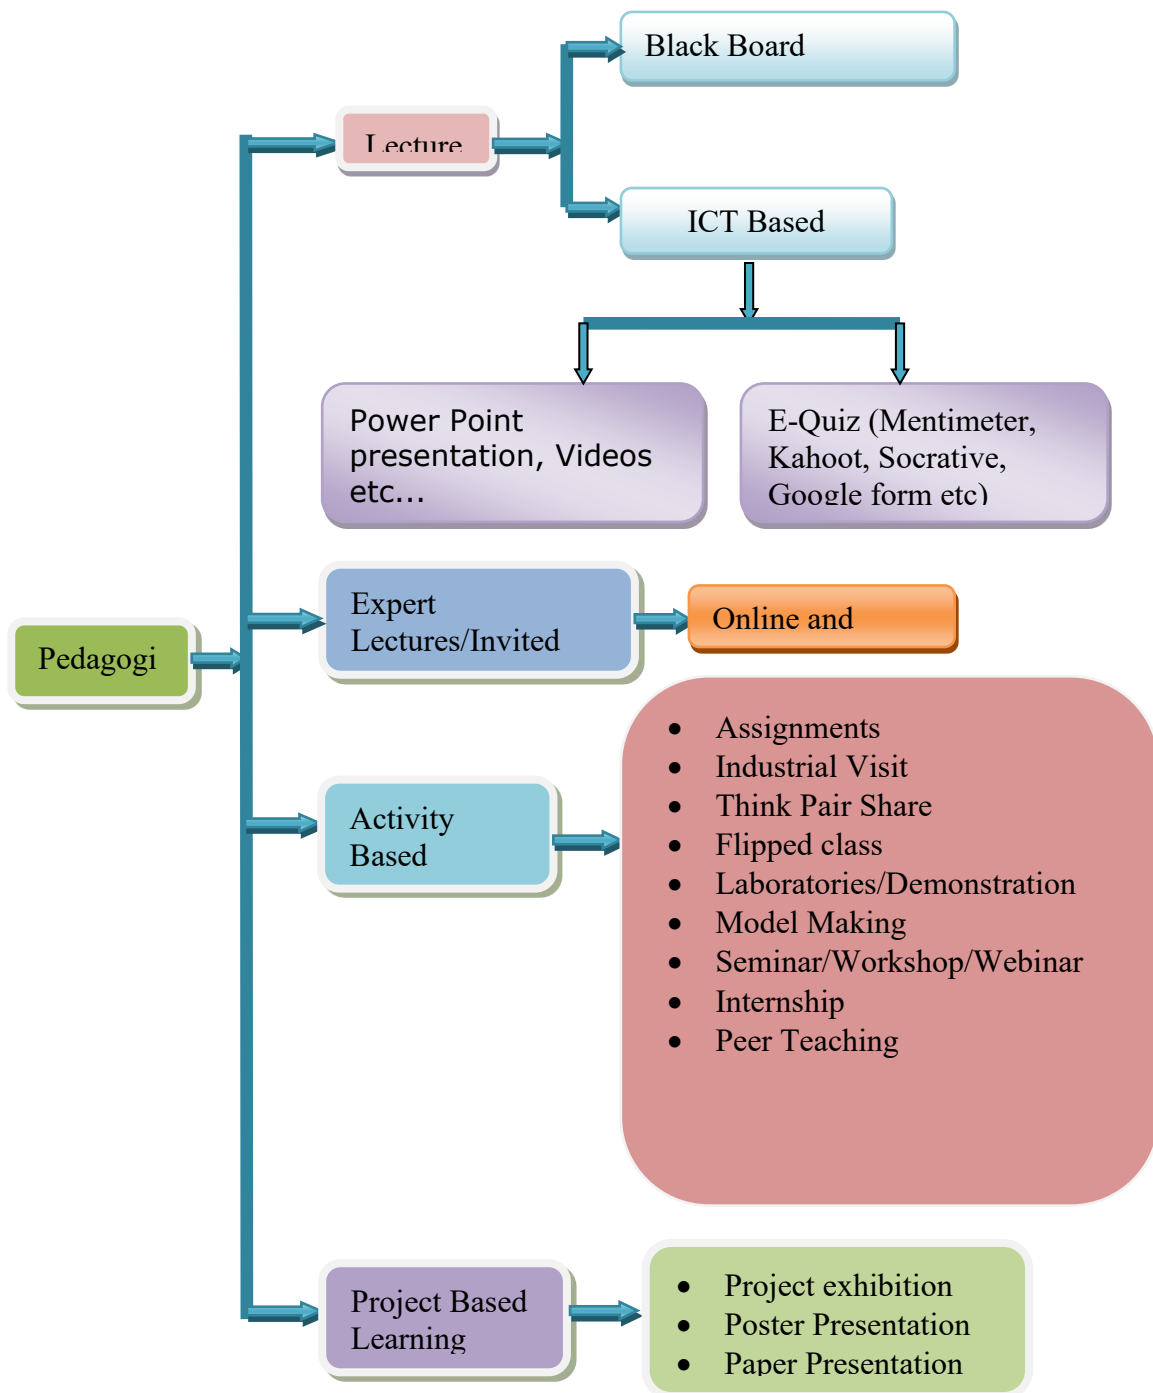 Black Board
Lecture
ICT Based
Power Point
presentation, Videos
etc...
E-Quiz (Mentimeter,
Kahoot, Socrative,
Google form etc)
Expert
Lectures/Invited
Online and
Pedagogi
• Assignments
• Industrial Visit
• Think Pair Share
• Flipped class
• Laboratories/Demonstration
• Model Making
• Seminar/Workshop/Webinar
• Internship
• Peer Teaching
Activity
Based
Project Based
Learning
• Project exhibition
• Poster Presentation
• Paper Presentation